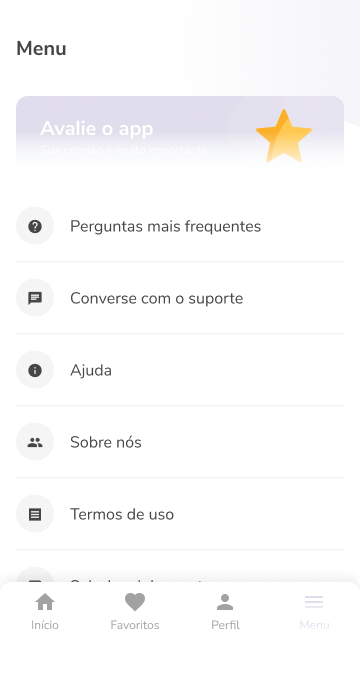 Menu
Avalie o app
Sua opinião é muito importante
Perguntas mais frequentes
Converse com o suporte
Ajuda
Sobre nós
Termos de uso
Início
Favoritos
Perfil
Menu